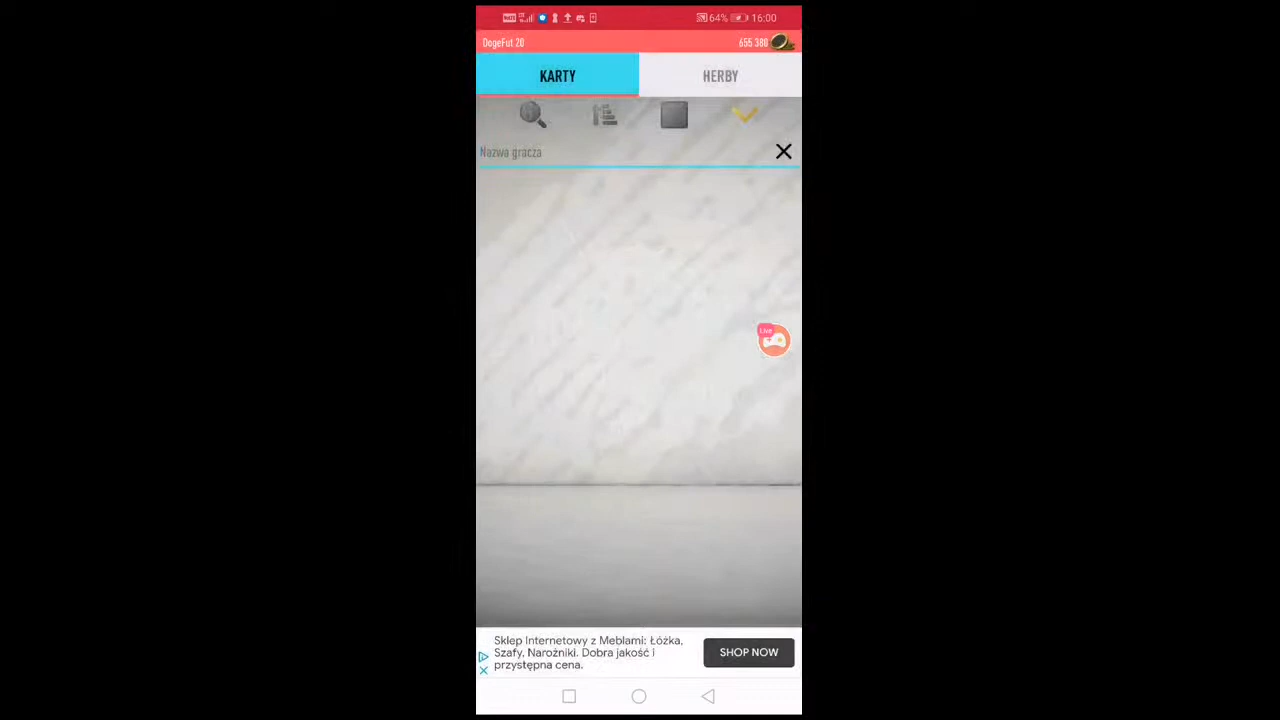 64% 16:00
DogeFut 20 655 380
KARTY HERBY
Nazwa gracza
Live
Sklep Internetowy z Meblami: Łóżka,
Szafy, Narożniki. Dobra jakość i
przystępna cena.
SHOP NOW